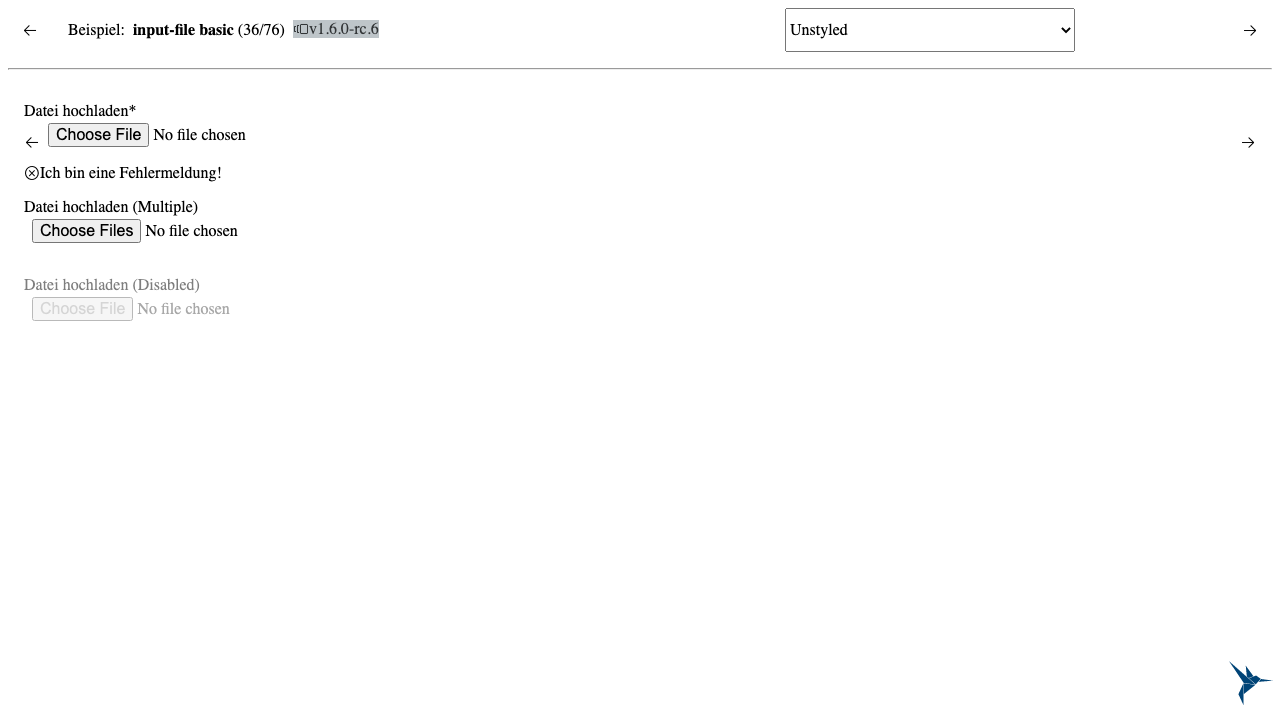 Beispiel: input-file basic (36/76) v1.6.0-rc.6 Unstyled
Datei hochladen*
Choose File No file chosen
Ich bin eine Fehlermeldung!
Datei hochladen (Multiple)
Choose Files No file chosen
Datei hochladen (Disabled)
Choose File No file chosen